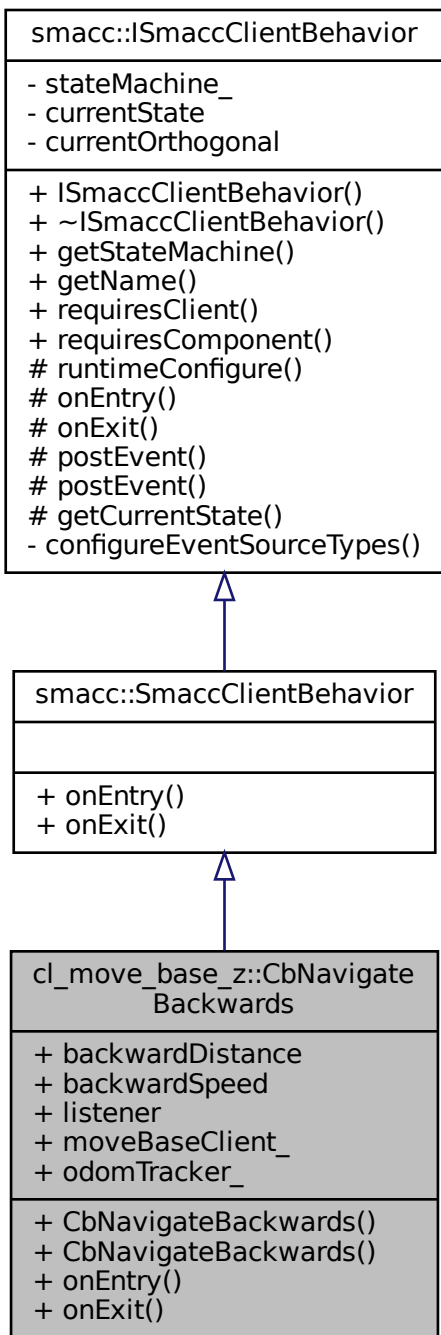 smacc::ISmaccClientBehavior
- stateMachine_
- currentState
- currentOrthogonal
+ ISmaccClientBehavior()
+ ~ISmaccClientBehavior()
+ getStateMachine()
+ getName()
+ requiresClient()
+ requiresComponent()
# runtimeConfigure()
# onEntry()
# onExit()
# postEvent()
# postEvent()
# getCurrentState()
- configureEventSourceTypes()
smacc::SmaccClientBehavior
+ onEntry()
+ onExit()
cl_move_base_z::CbNavigate
Backwards
+ backwardDistance
+ backwardSpeed
+ listener
+ moveBaseClient_
+ odomTracker_
+ CbNavigateBackwards()
+ CbNavigateBackwards()
+ onEntry()
+ onExit()